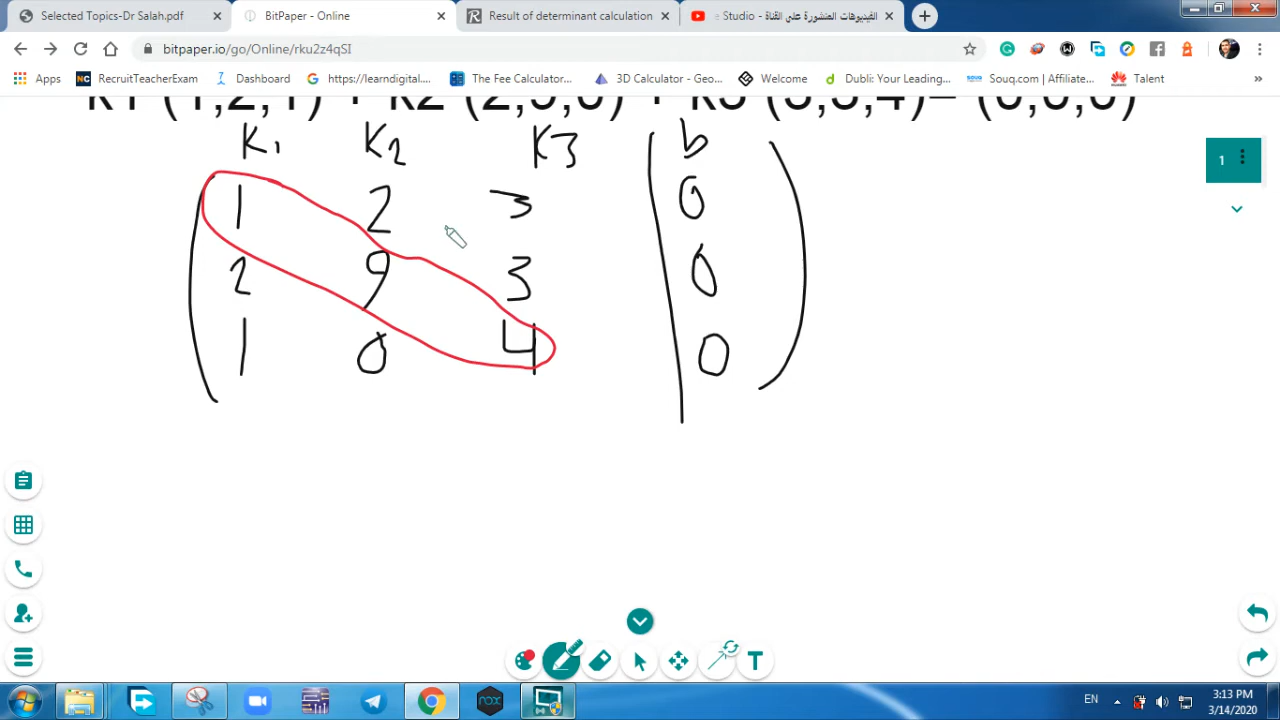 Selected Topics-Dr Salah.pdf
BitPaper - Online
Result of determinant calculation
e Studio - الفيديوهات المنشورة على القناة
bitpaper.io/go/Online/rku2z4qSI
Apps
RecruitTeacherExam
Dashboard
https://learndigital....
The Fee Calculator...
3D Calculator - Geo...
Welcome
Dubli: Your Leading...
Souq.com | Affiliate...
Talent
»
K1 K2 K3 b
1 2 3 0
2 9 3 0
1 0 4 0
1
T
EN
3:13 PM
3/14/2020